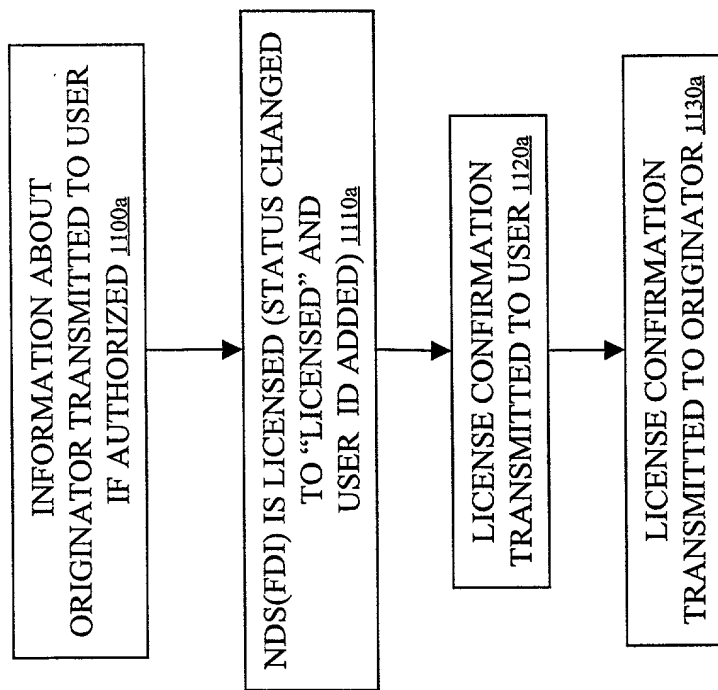 INFORMATION ABOUT
ORIGINATOR TRANSMITTED TO USER
IF AUTHORIZED 1100a
NDS(FDI) IS LICENSED (STATUS CHANGED
TO “LICENSED” AND
USER ID ADDED) 1110a
LICENSE CONFIRMATION
TRANSMITTED TO USER 1120a
LICENSE CONFIRMATION
TRANSMITTED TO ORIGINATOR 1130a